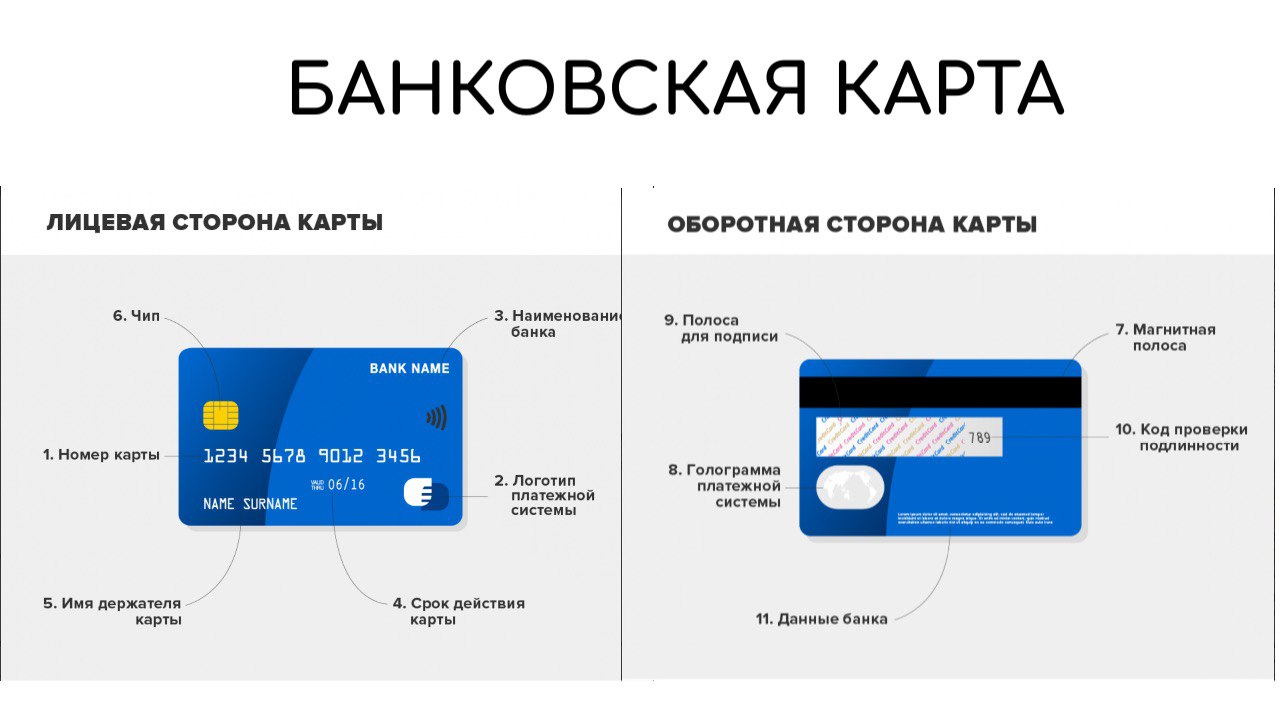 БАНКОВСКАЯ КАРТА
ЛИЦЕВАЯ СТОРОНА КАРТЫ
6. Чип
3. Наименование
банка
BANK NAME
1. Номер карты
1234 5678 9012 3456
VALID
THRU
06/16
NAME SURNAME
2. Логотип
платежной
системы
5. Имя держателя
карты
4. Срок действия
карты
ОБОРОТНАЯ СТОРОНА КАРТЫ
9. Полоса
для подписи
7. Магнитная
полоса
CreditCard
789
10. Код проверки
подлинности
8. Голограмма
платежной
системы
11. Данные банка